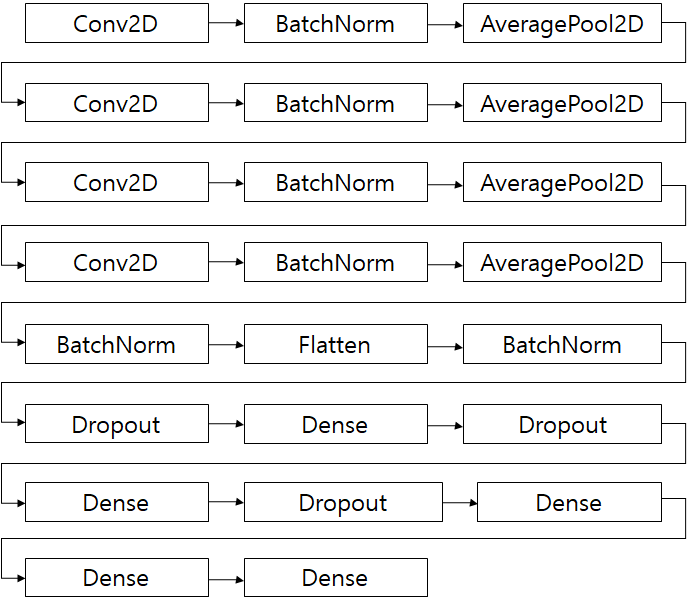 Conv2D BatchNorm AveragePool2D
Conv2D BatchNorm AveragePool2D
Conv2D BatchNorm AveragePool2D
Conv2D BatchNorm AveragePool2D
BatchNorm Flatten BatchNorm
Dropout Dense Dropout
Dense Dropout Dense
Dense Dense